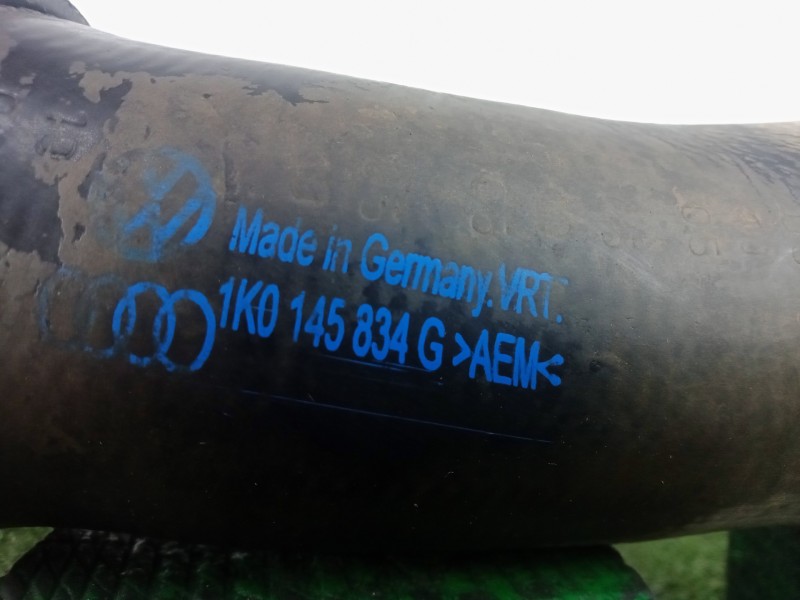 Made in Germany. VRT.
1K0 145 834 G >AEM<